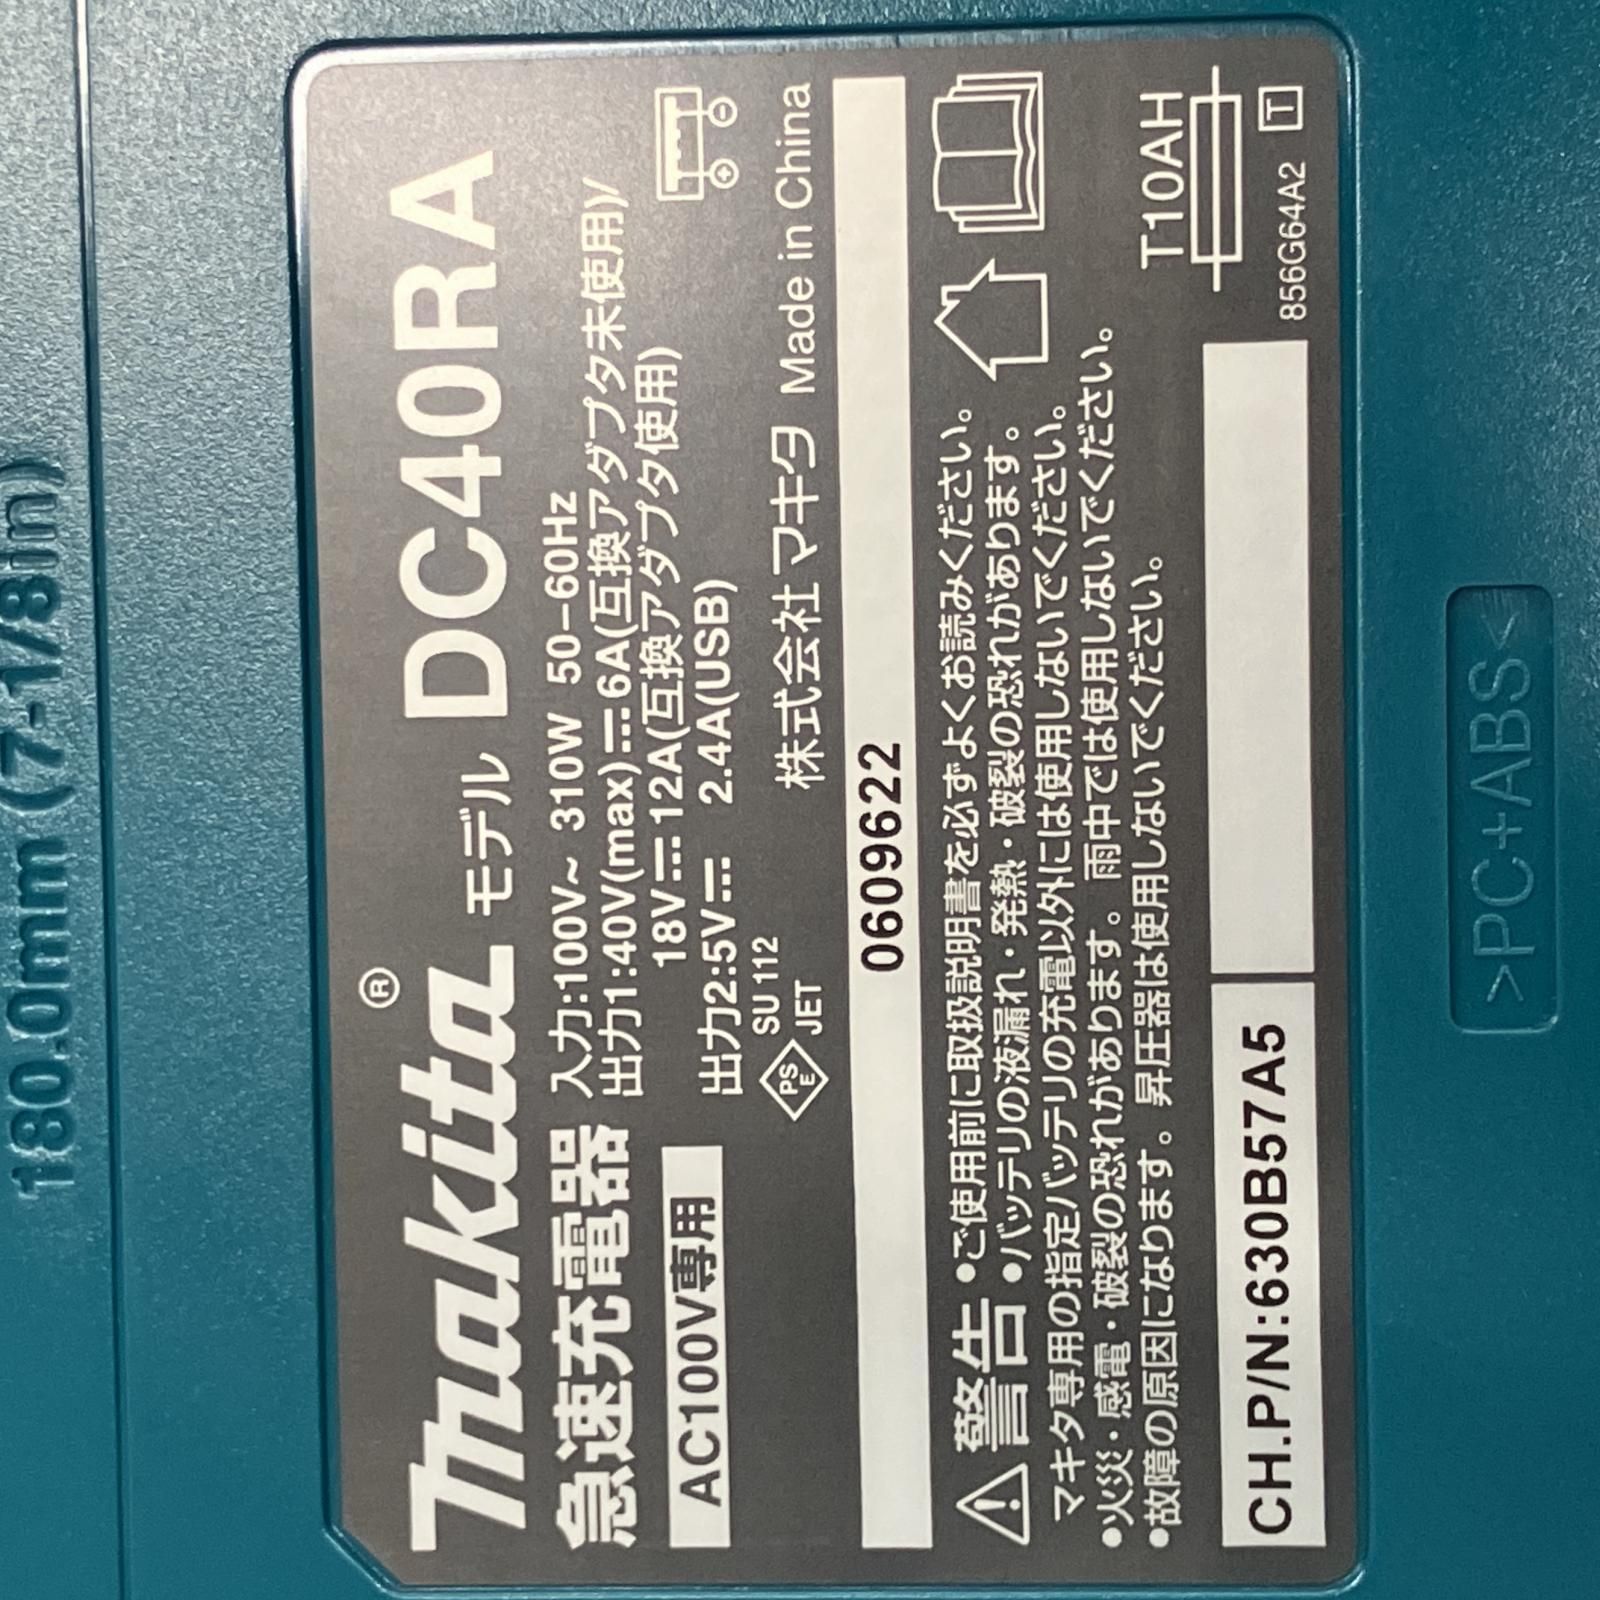 180.0mm (7-1/8in)
makita® モデル DC40RA
急速充電器
AC100V専用
入力:100V~ 310W 50-60Hz
出力1:40V(max)⎓6A(互換アダプタ未使用)/
18V⎓12A(互換アダプタ使用)
出力2:5V⎓ 2.4A(USB)
PSE SU112
JET
株式会社マキタ Made in China
0609622
⚠警告 •ご使用前に取扱説明書を必ずよくお読みください。
•バッテリの液漏れ・発熱・破裂の恐れがあります。
マキタ専用の指定バッテリの充電以外には使用しないでください。
•火災・感電・破裂の恐れがあります。雨中では使用しないでください。
•故障の原因になります。昇圧器は使用しないでください。
T10AH
CH.P/N:630B57A5
856G64A2 T
>PC+ABS<